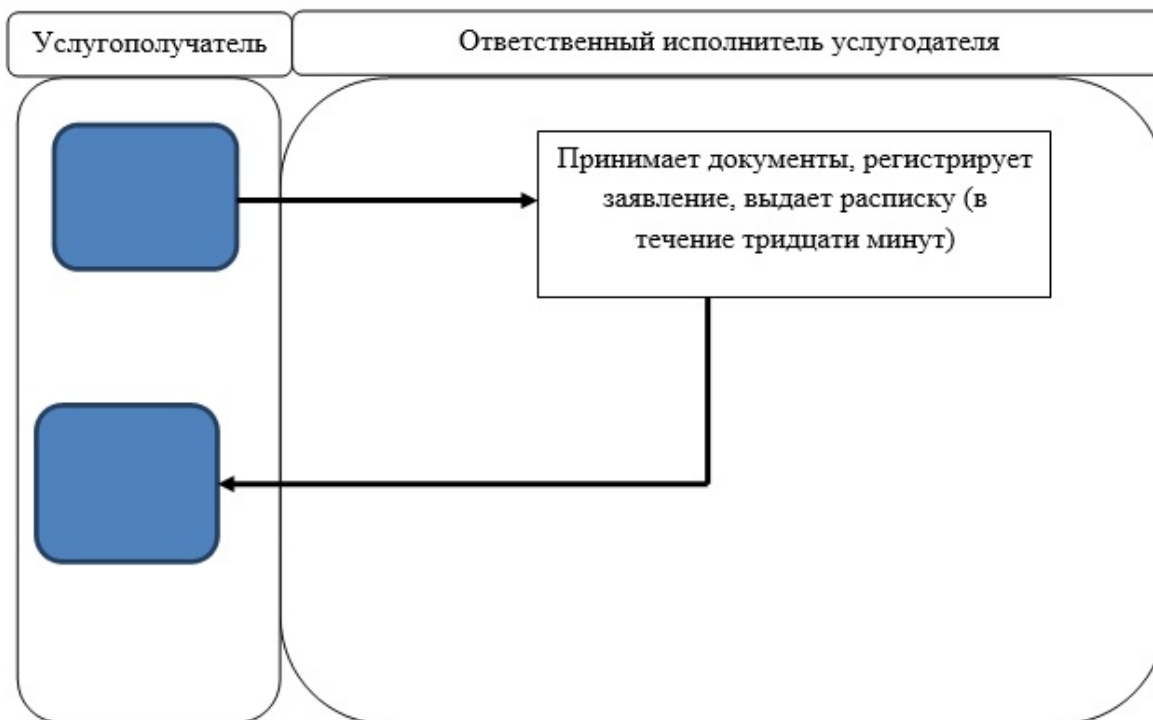 Услугополучатель
Ответственный исполнитель услугодателя
Принимает документы, регистрирует
заявление, выдает расписку (в
течение тридцати минут)